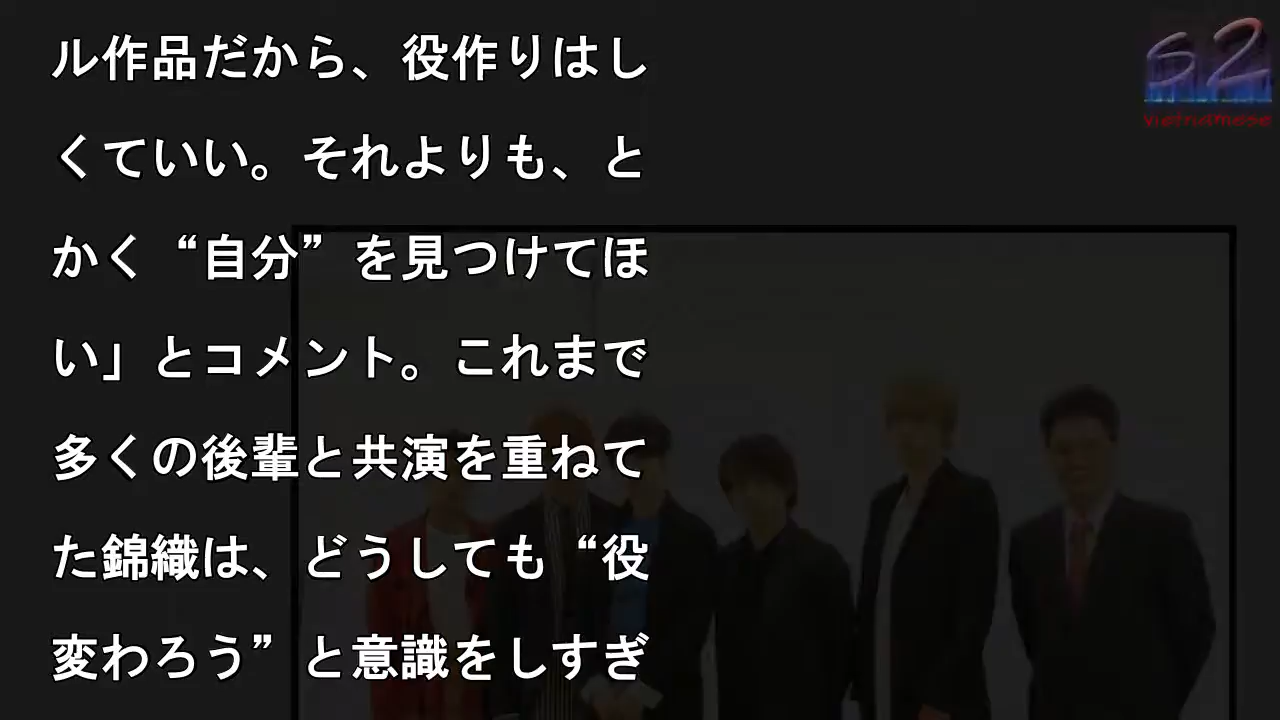 ル作品だから、役作りはし
くていい。それよりも、と
かく“自分”を見つけてほ
い」とコメント。これまで
多くの後輩と共演を重ねて
た錦織は、どうしても“役
変わろう”と意識をしすぎ
S2
vietnamese